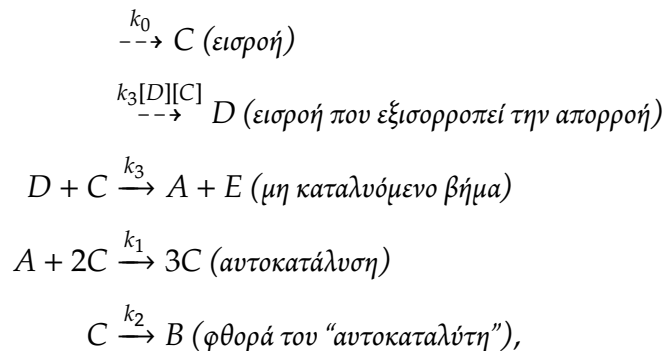 k₀ ⇢ C (εισροή)
k₃[D][C] ⇢ D (εισροή που εξισορροπεί την απορροή)
D + C —k₃→ A + E (μη καταλυόμενο βήμα)
A + 2C —k₁→ 3C (αυτοκατάλυση)
C —k₂→ B (φθορά του “αυτοκαταλύτη”),